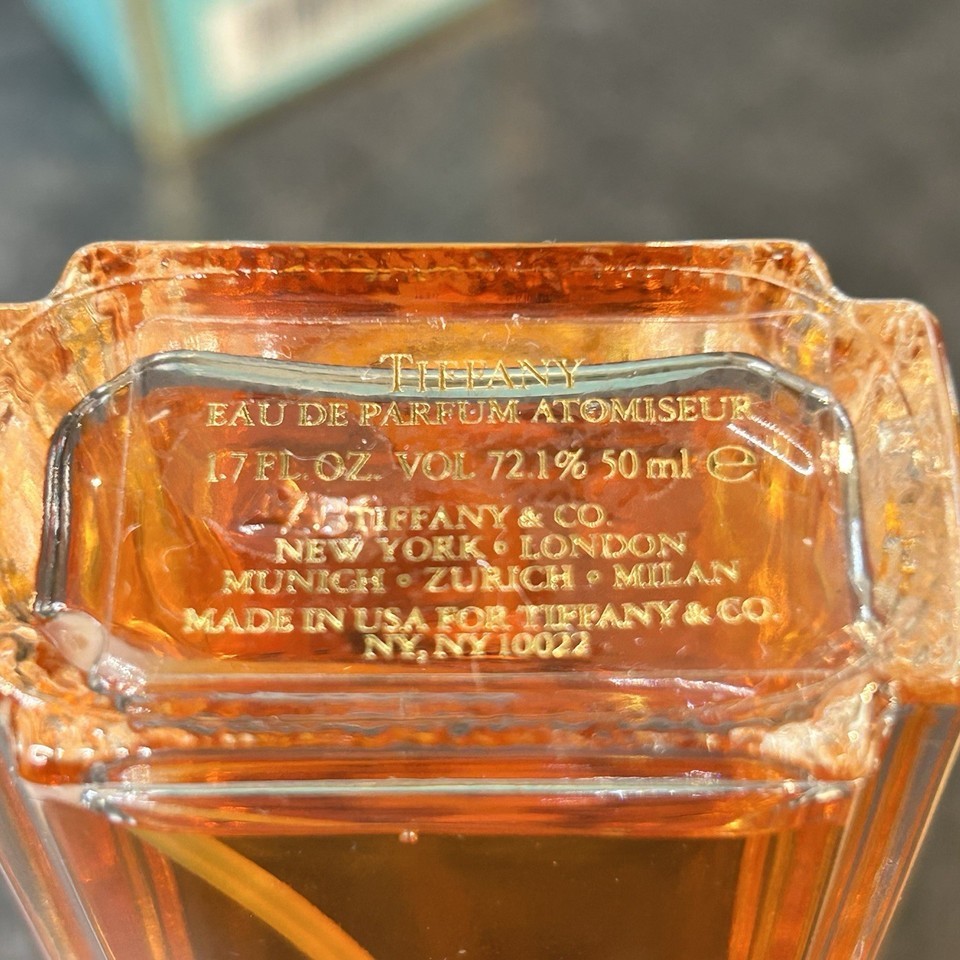 TIFFANY
EAU DE PARFUM ATOMISEUR
1.7 FL. OZ. VOL 72.1% 50 ml ℮
TIFFANY & CO.
NEW YORK • LONDON
MUNICH • ZURICH • MILAN
MADE IN USA FOR TIFFANY & CO.
NY, NY 10022